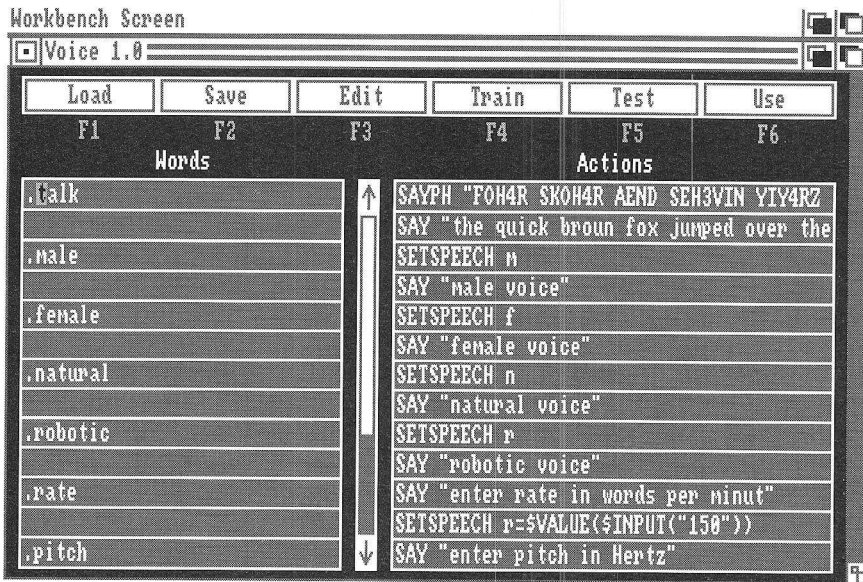 Workbench Screen
Voice 1.0
Load Save Edit Train Test Use
F1 F2 F3 F4 F5 F6
Words Actions
.talk SAYPH "FOH4R SKOH4R AEND SEH3VIN YIY4RZ
SAY "the quick broun fox jumped over the
.male SETSPEECH m
SAY "male voice"
.female SETSPEECH f
SAY "female voice"
.natural SETSPEECH n
SAY "natural voice"
.robotic SETSPEECH r
SAY "robotic voice"
.rate SAY "enter rate in words per minut"
SETSPEECH r=$VALUE($INPUT("150"))
.pitch SAY "enter pitch in Hertz"